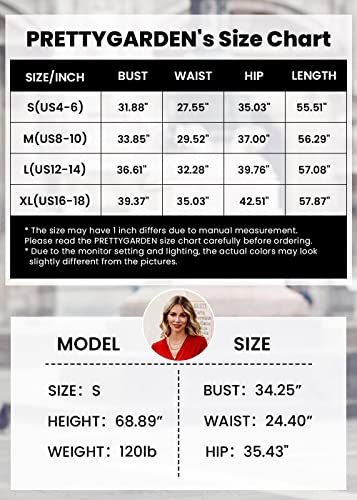 PRETTYGARDEN's Size Chart
SIZE/INCH BUST WAIST HIP LENGTH
S(US4-6) 31.88" 27.55" 35.03" 55.51"
M(US8-10) 33.85" 29.52" 37.00" 56.29"
L(US12-14) 36.61" 32.28" 39.76" 57.08"
XL(US16-18) 39.37" 35.03" 42.51" 57.87"
* The size may have 1 inch differs due to manual measurement.
Please read the PRETTYGARDEN size chart carefully before ordering.
* Due to the monitor setting and lighting, the actual colors may look
slightly different from the pictures.
MODEL SIZE
SIZE: S BUST: 34.25”
HEIGHT: 68.89” WAIST: 24.40”
WEIGHT: 120lb HIP: 35.43"